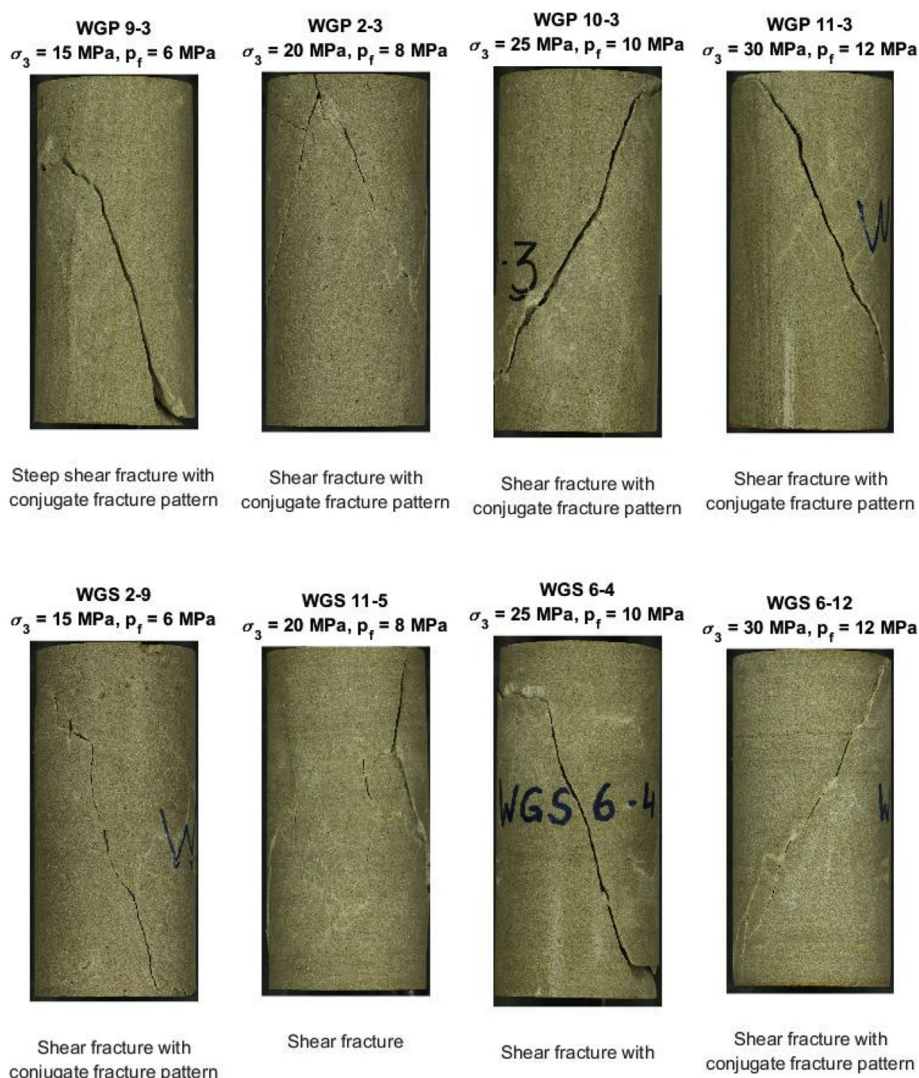 WGP 9-3
σ3 = 15 MPa, pf = 6 MPa
WGP 2-3
σ3 = 20 MPa, pf = 8 MPa
WGP 10-3
σ3 = 25 MPa, pf = 10 MPa
WGP 11-3
σ3 = 30 MPa, pf = 12 MPa
·3
W
Steep shear fracture with
conjugate fracture pattern
Shear fracture with
conjugate fracture pattern
Shear fracture with
conjugate fracture pattern
Shear fracture with
conjugate fracture pattern
WGS 2-9
σ3 = 15 MPa, pf = 6 MPa
WGS 11-5
σ3 = 20 MPa, pf = 8 MPa
WGS 6-4
σ3 = 25 MPa, pf = 10 MPa
WGS 6-12
σ3 = 30 MPa, pf = 12 MPa
W
WGS 6-4
W
Shear fracture with
conjugate fracture pattern
Shear fracture
Shear fracture with
Shear fracture with
conjugate fracture pattern